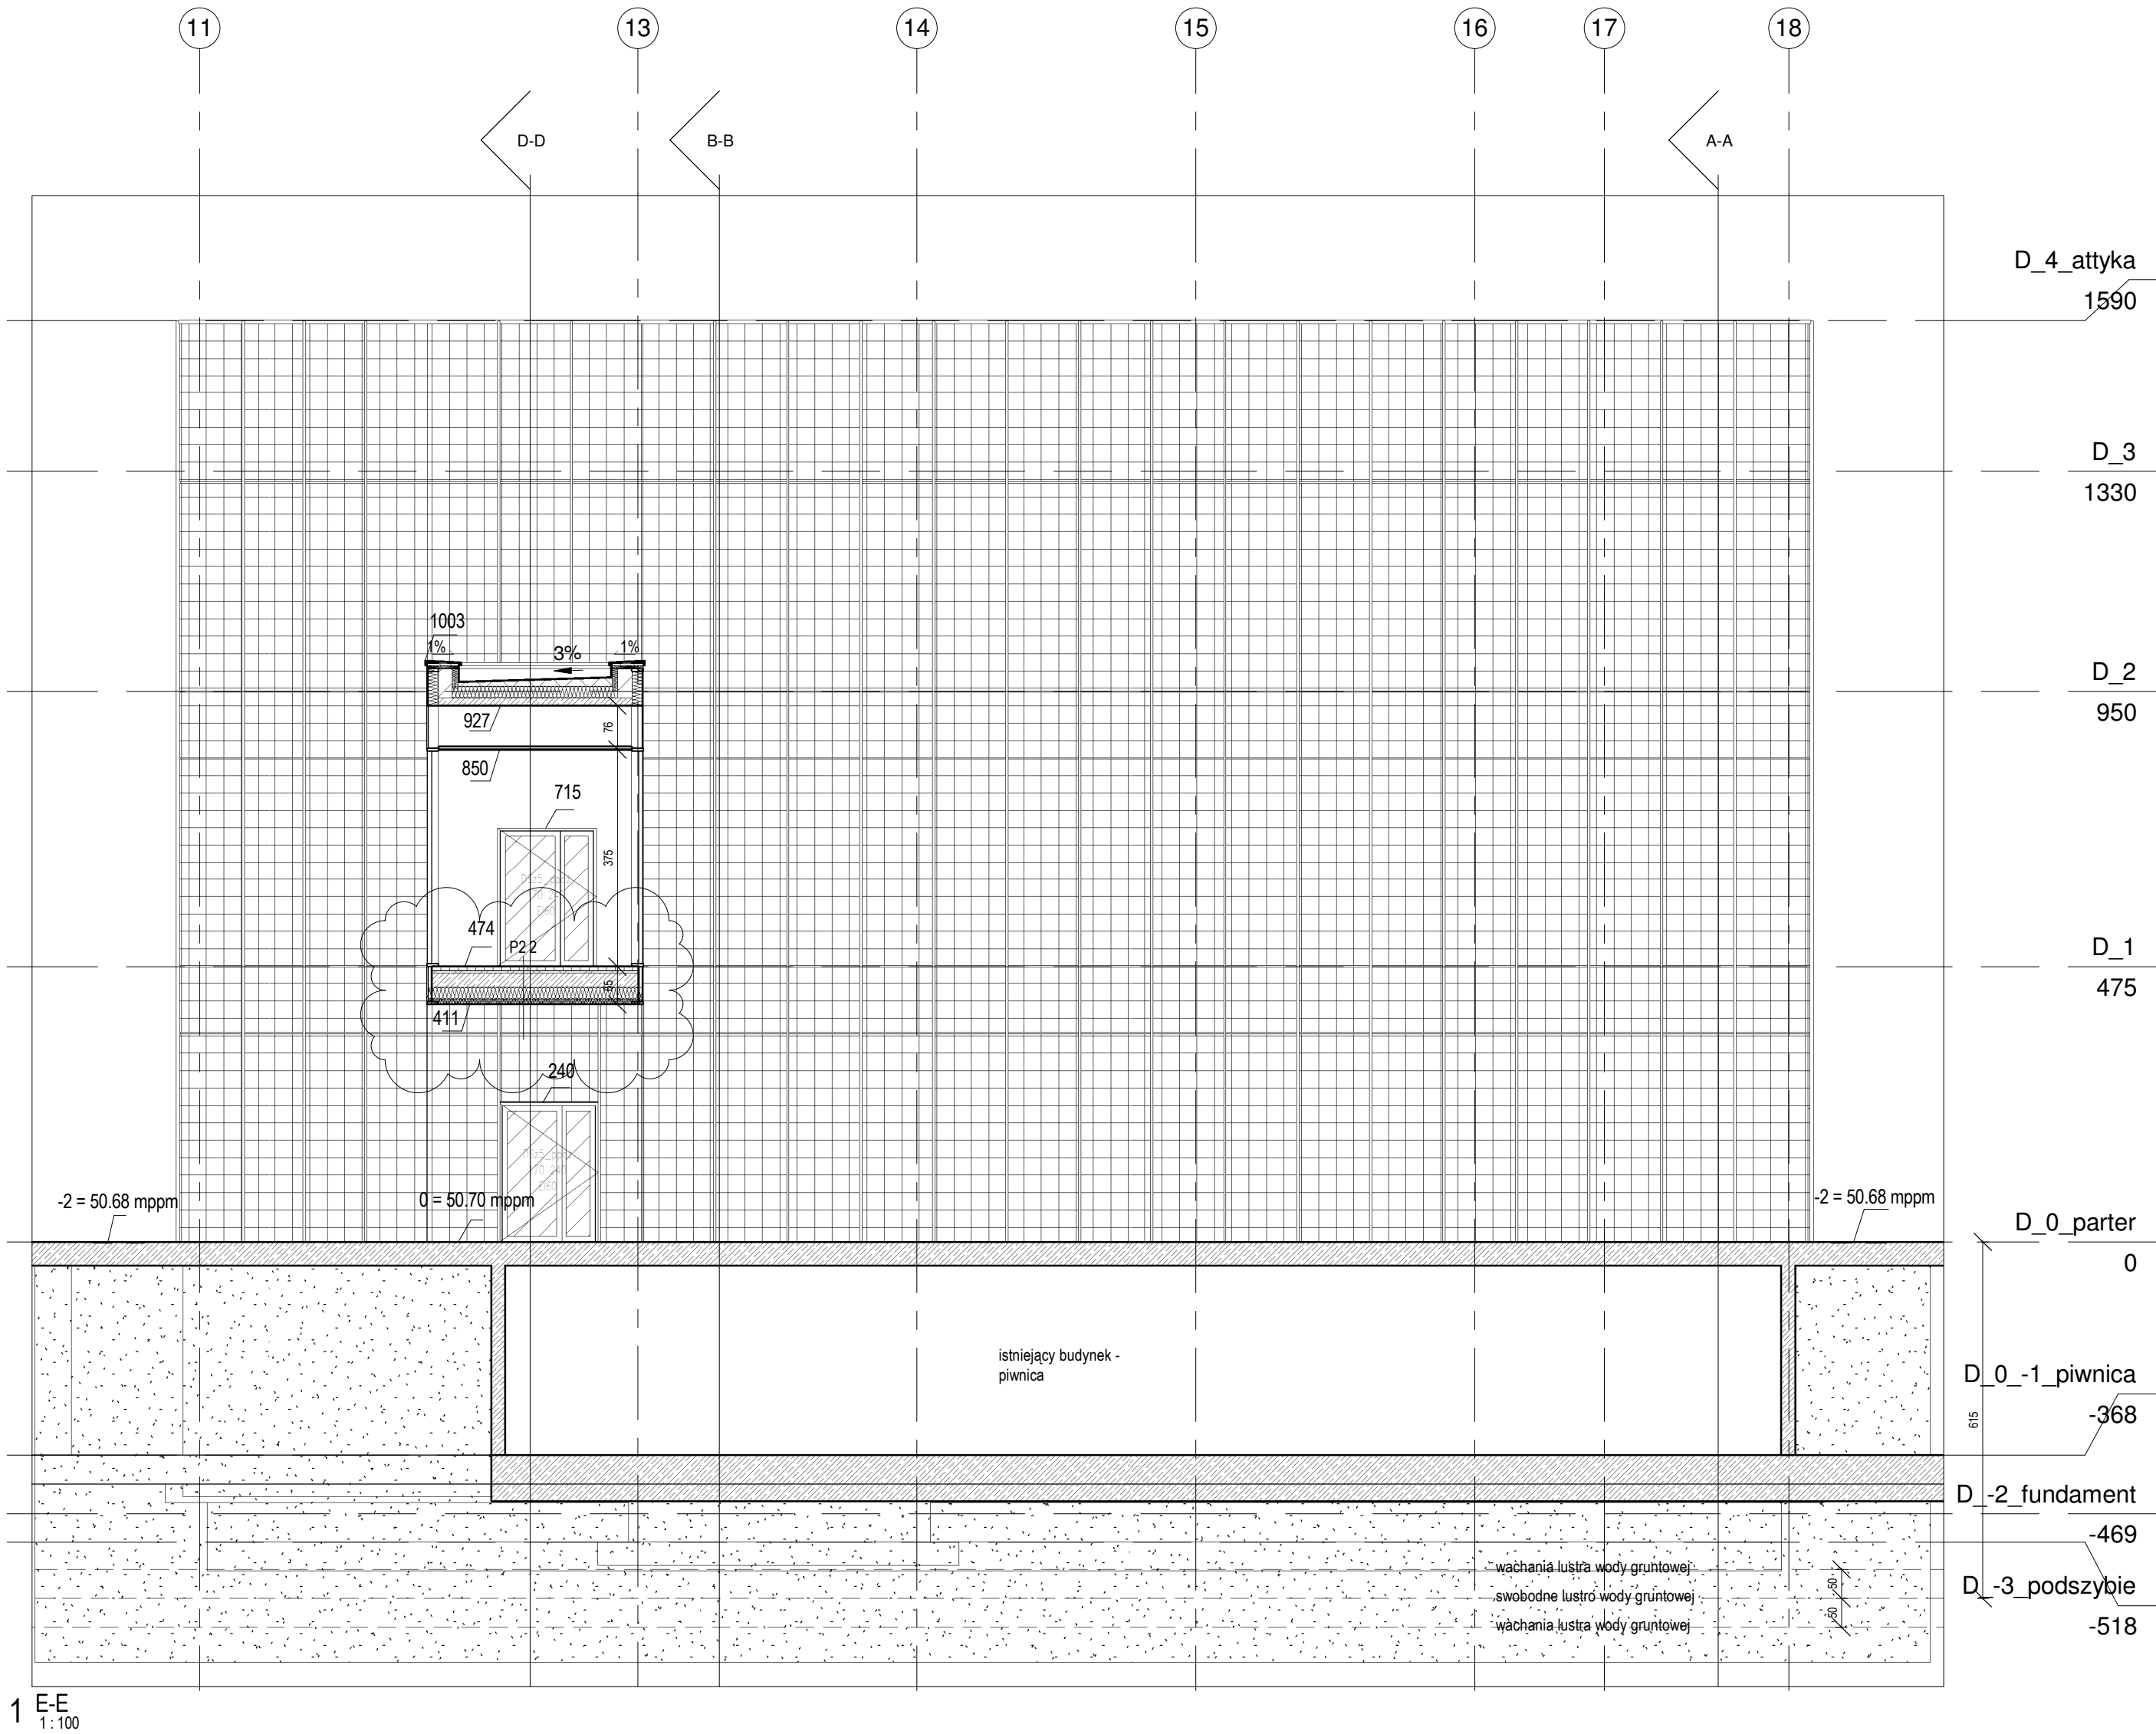 11
13
14
15
16
17
18
D-D
B-B
A-A
D_4_attyka
1590
D_3
1330
1003
1%
3%
1%
D_2
950
927
76
850
715
375
474
P2.2
D_1
475
65
411
240
-2 = 50.68 mppm
0 = 50.70 mppm
-2 = 50.68 mppm
D_0_parter
0
istniejący budynek -
piwnica
D_0_-1_piwnica
-368
615
D_-2_fundament
-469
wachania lustra wody gruntowej
50
swobodne lustro wody gruntowej
D_-3_podszybie
50
wachania lustra wody gruntowej
-518
1 E-E
1 : 100